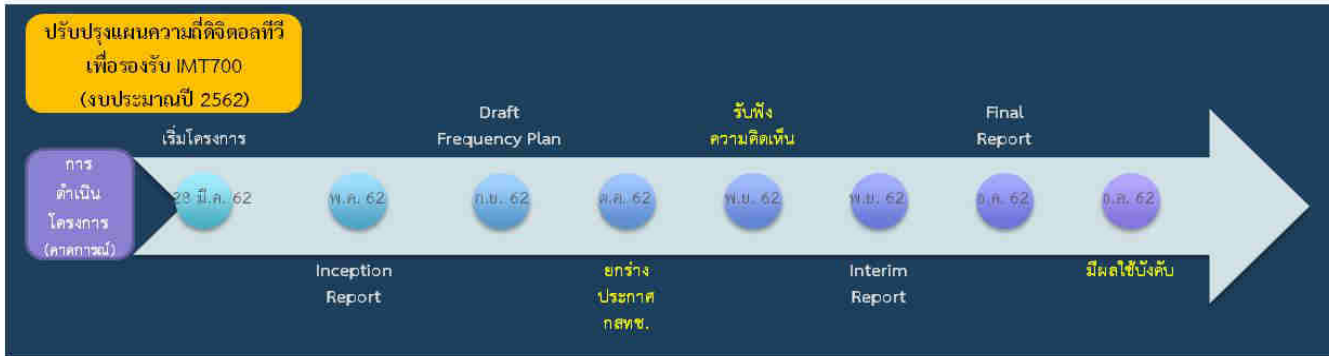 ปรับปรุงแผนความถี่ดิจิตอลทีวี
เพื่อรองรับ IMT700
(งบประมาณปี 2562)
การ
ดำเนิน
โครงการ
(คาดการณ์)
เริ่มโครงการ
28 มี.ค. 62
พ.ค. 62
Inception
Report
Draft
Frequency Plan
ก.ย. 62
ต.ค. 62
ยกร่าง
ประกาศ
กสทช.
รับฟัง
ความคิดเห็น
พ.ย. 62
พ.ย. 62
Interim
Report
Final
Report
ธ.ค. 62
ธ.ค. 62
มีผลใช้บังคับ